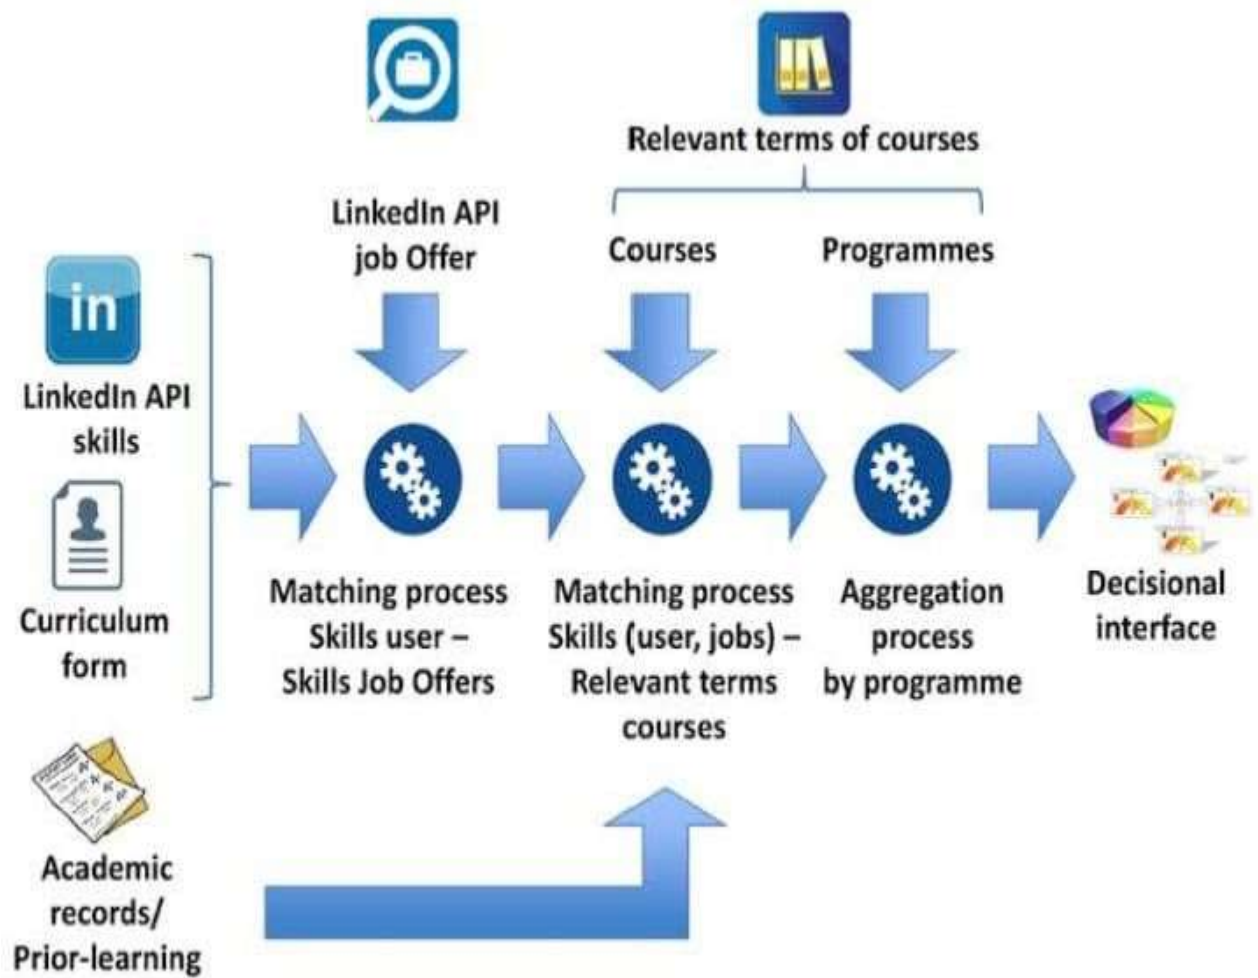 Relevant terms of courses
LinkedIn API
job Offer
Courses
Programmes
in
LinkedIn API
skills
Curriculum
form
Matching process
Skills user –
Skills Job Offers
Matching process
Skills (user, jobs) –
Relevant terms
courses
Aggregation
process
by programme
Decisional
interface
Academic
records/
Prior-learning